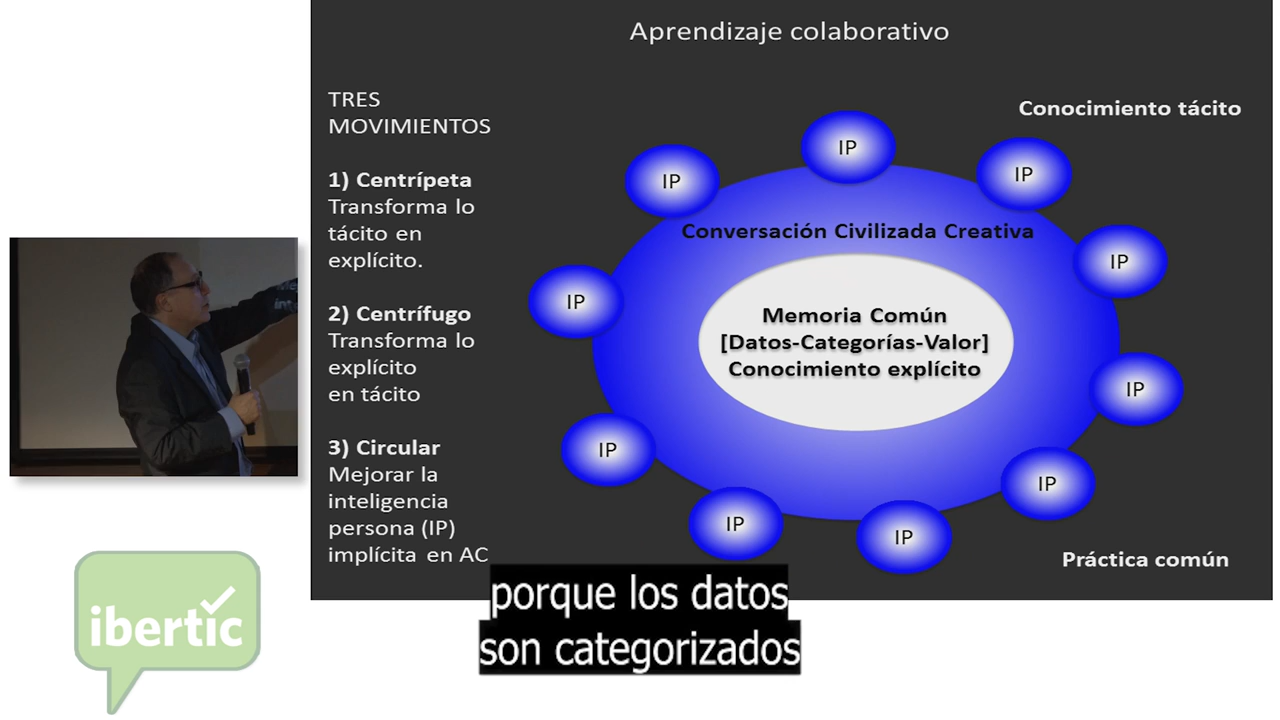 Aprendizaje colaborativo
TRES
MOVIMIENTOS
1) Centrípeta
Transforma lo
tácito en
explícito.
2) Centrífugo
Transforma lo
explícito
en tácito
3) Circular
Mejorar la
inteligencia
persona (IP)
implícita en AC
Conocimiento tácito
IP
IP
IP
IP
IP
IP
IP
IP
IP
IP
Conversación Civilizada Creativa
Memoria Común
[Datos-Categorías-Valor]
Conocimiento explícito
Práctica común
ibertic
porque los datos
son categorizados